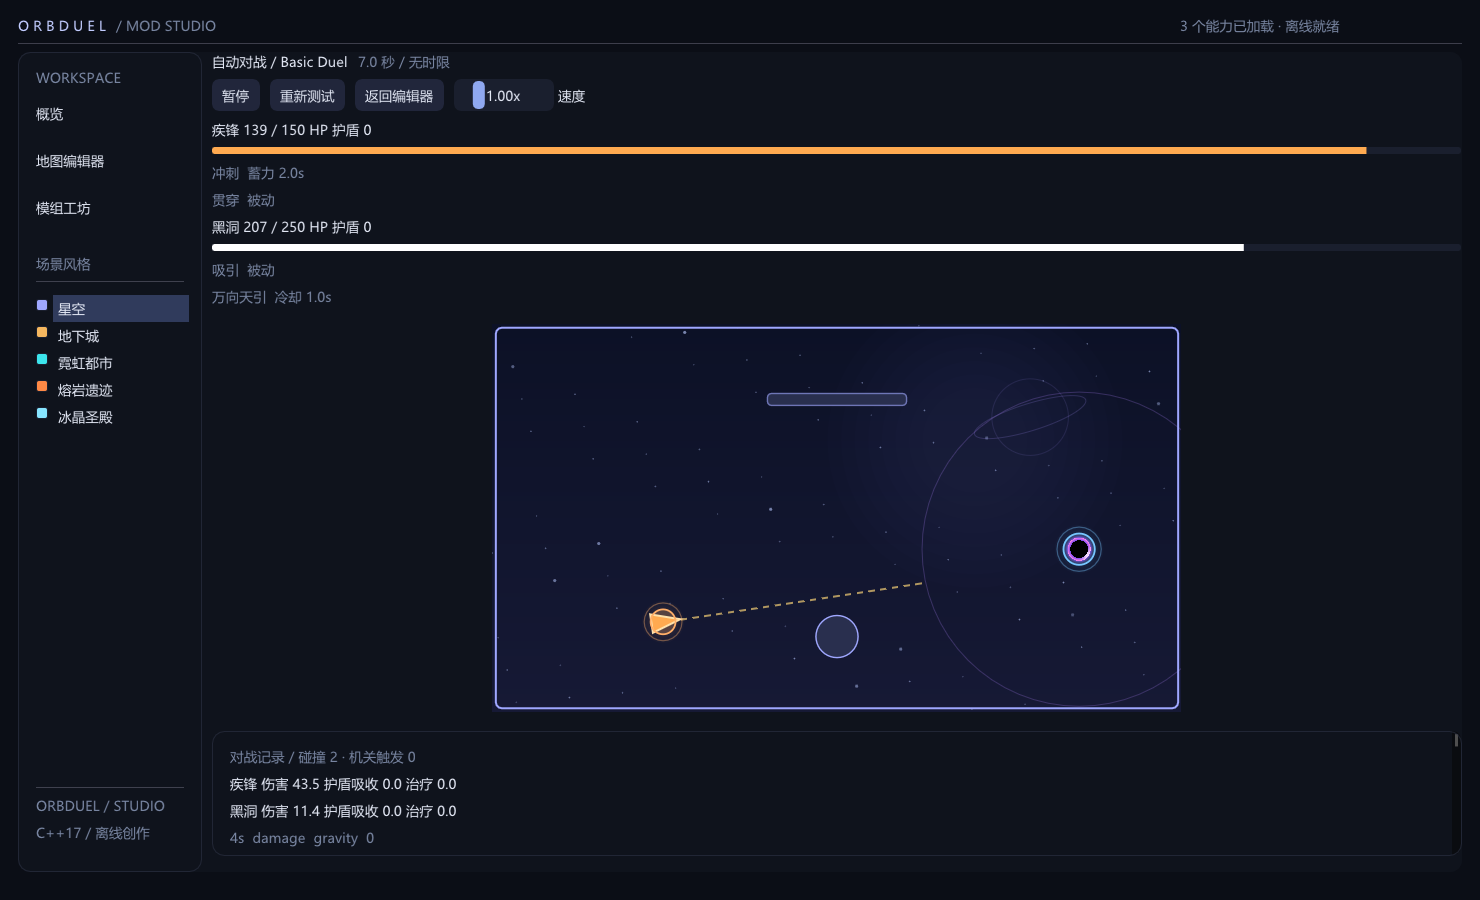 ORBDUEL / MOD STUDIO
3 个能力已加载 · 离线就绪
WORKSPACE
概览
地图编辑器
模组工坊
场景风格
星空
地下城
霓虹都市
熔岩遗迹
冰晶圣殿
ORBDUEL / STUDIO
C++17 / 离线创作
自动对战 / Basic Duel 7.0 秒 / 无时限
暂停 重新测试 返回编辑器 1.00x 速度
疾锋 139 / 150 HP 护盾 0
冲刺 蓄力 2.0s
贯穿 被动
黑洞 207 / 250 HP 护盾 0
吸引 被动
万向天引 冷却 1.0s
对战记录 / 碰撞 2 · 机关触发 0
疾锋 伤害 43.5 护盾吸收 0.0 治疗 0.0
黑洞 伤害 11.4 护盾吸收 0.0 治疗 0.0
4s damage gravity 0